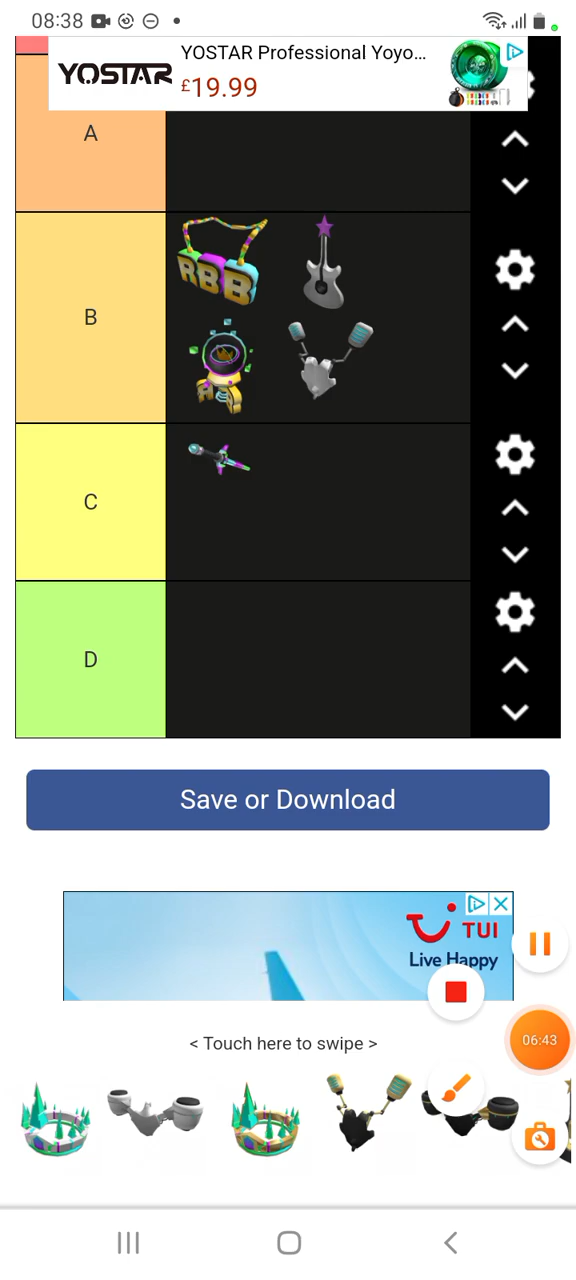 08:38
YOSTAR
YOSTAR Professional Yoyo...
£19.99
A
B
RBB
C
D
Save or Download
TUI
Live Happy
< Touch here to swipe >
06:43